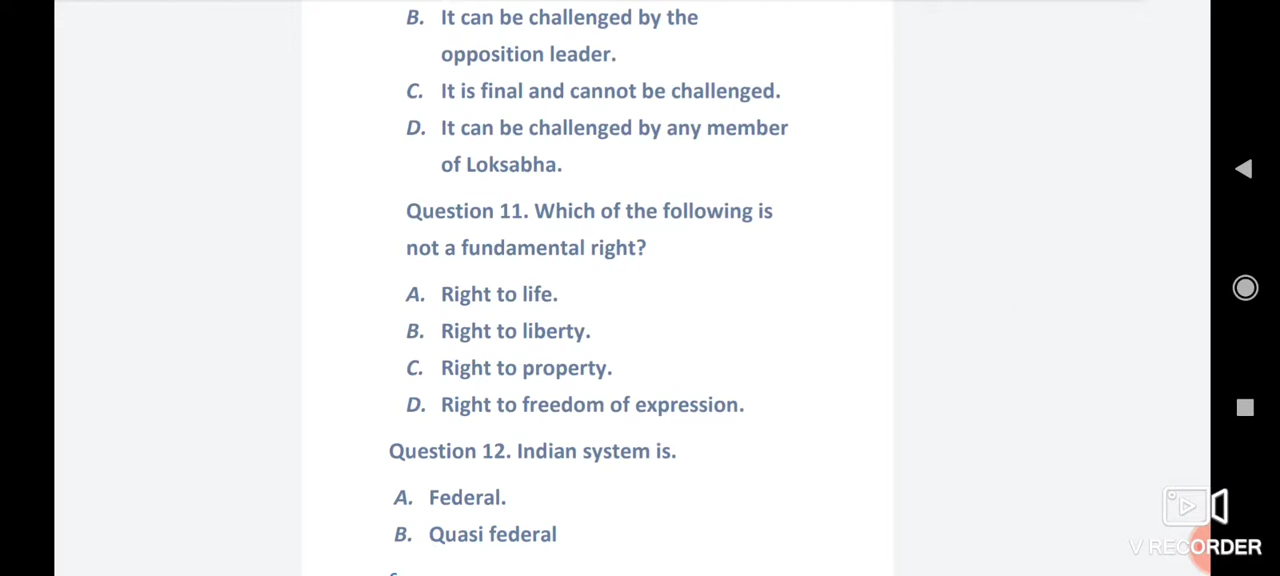 B. It can be challenged by the
opposition leader.
C. It is final and cannot be challenged.
D. It can be challenged by any member
of Loksabha.
Question 11. Which of the following is
not a fundamental right?
A. Right to life.
B. Right to liberty.
C. Right to property.
D. Right to freedom of expression.
Question 12. Indian system is.
A. Federal.
B. Quasi federal
V RECORDER